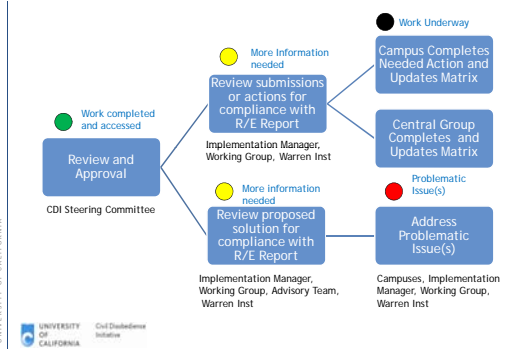 Work Underway
More Information
needed
Campus Completes
Needed Action and
Updates Matrix
Review submissions
or actions for
compliance with
R/E Report
Work completed
and accessed
Central Group
Completes and
Updates Matrix
Implementation Manager,
Working Group, Warren Inst
Review and
Approval
More information
needed
Problematic
Issue(s)
CDI Steering Committee
Review proposed
solution for
compliance with
R/E Report
Address
Problematic
Issue(s)
Implementation Manager,
Working Group, Advisory Team,
Warren Inst
Campuses, Implementation
Manager, Working Group,
Warren Inst
UNIVERSITY
OF
CALIFORNIA
Civil Disobedience
Initiative